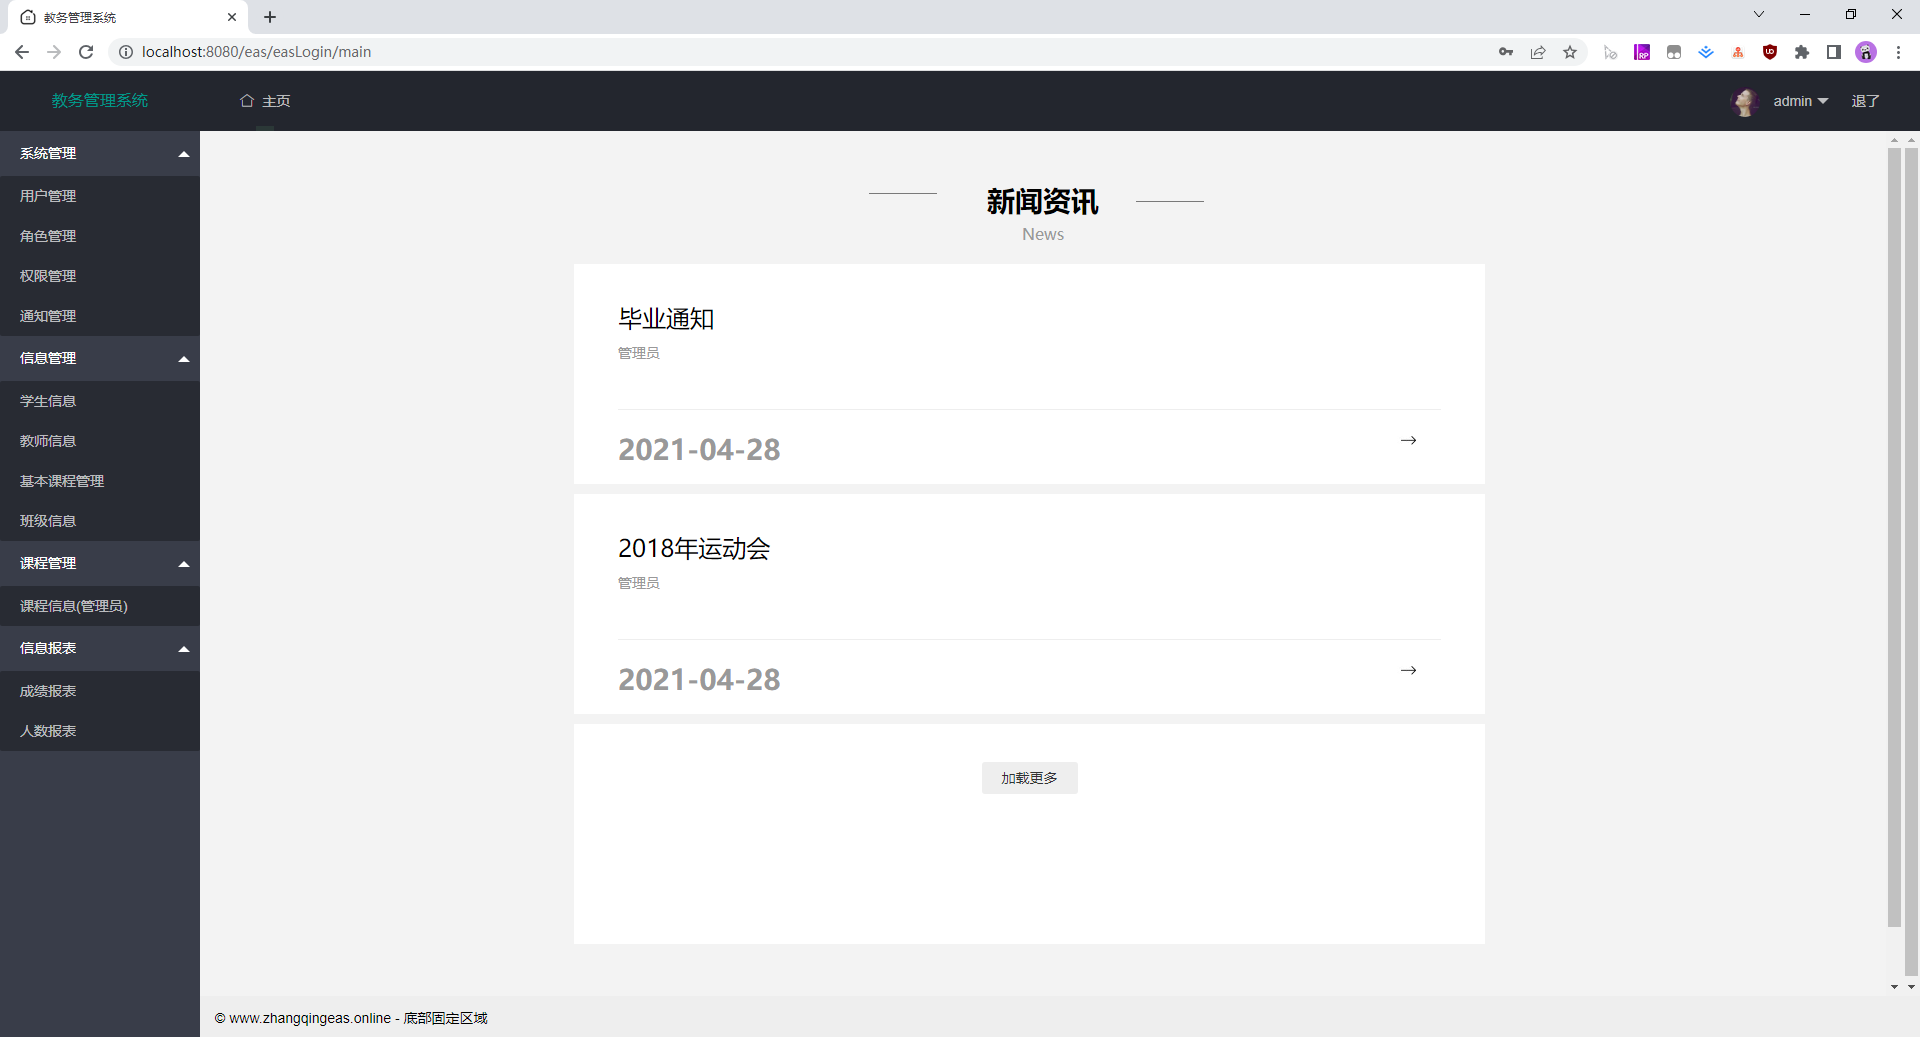 教务管理系统
localhost:8080/eas/easLogin/main
教务管理系统
主页
admin
退了
系统管理
用户管理
角色管理
权限管理
通知管理
信息管理
学生信息
教师信息
基本课程管理
班级信息
课程管理
课程信息(管理员)
信息报表
成绩报表
人数报表
新闻资讯
News
毕业通知
管理员
2021-04-28
2018年运动会
管理员
2021-04-28
加载更多
© www.zhangqingeas.online - 底部固定区域